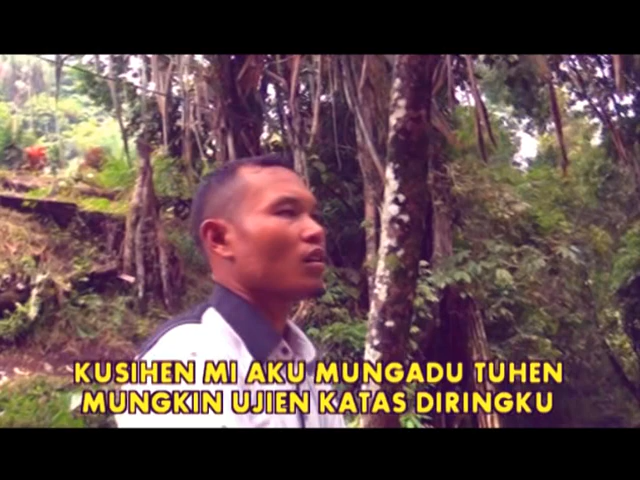 KUSIHEN MI AKU MUNGADU TUHEN
MUNGKIN UJIEN KATAS DIRINGKU